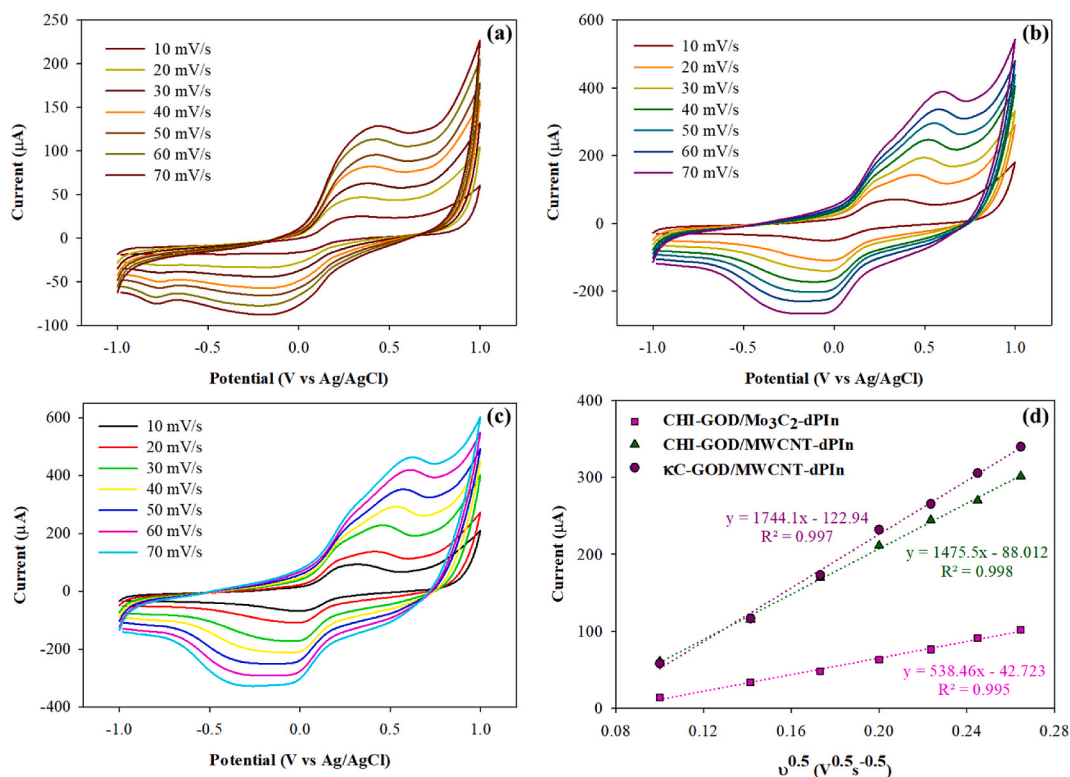 (a)
250
200
150
100
50
0
-50
-100
Current (µA)
10 mV/s
20 mV/s
30 mV/s
40 mV/s
50 mV/s
60 mV/s
70 mV/s
-1.0 -0.5 0.0 0.5 1.0
Potential (V vs Ag/AgCl)
(b)
600
400
200
0
-200
Current (µA)
10 mV/s
20 mV/s
30 mV/s
40 mV/s
50 mV/s
60 mV/s
70 mV/s
-1.0 -0.5 0.0 0.5 1.0
Potential (V vs Ag/AgCl)
(c)
600
400
200
0
-200
-400
Current (µA)
10 mV/s
20 mV/s
30 mV/s
40 mV/s
50 mV/s
60 mV/s
70 mV/s
-1.0 -0.5 0.0 0.5 1.0
Potential (V vs Ag/AgCl)
(d)
400
300
200
100
0
Current (µA)
CHI-GOD/Mo₃C₂-dPIn
CHI-GOD/MWCNT-dPIn
κC-GOD/MWCNT-dPIn
y = 1744.1x - 122.94
R² = 0.997
y = 1475.5x - 88.012
R² = 0.998
y = 538.46x - 42.723
R² = 0.995
0.08 0.12 0.16 0.20 0.24 0.28
υ⁰·⁵ (V⁰·⁵s⁻⁰·⁵)